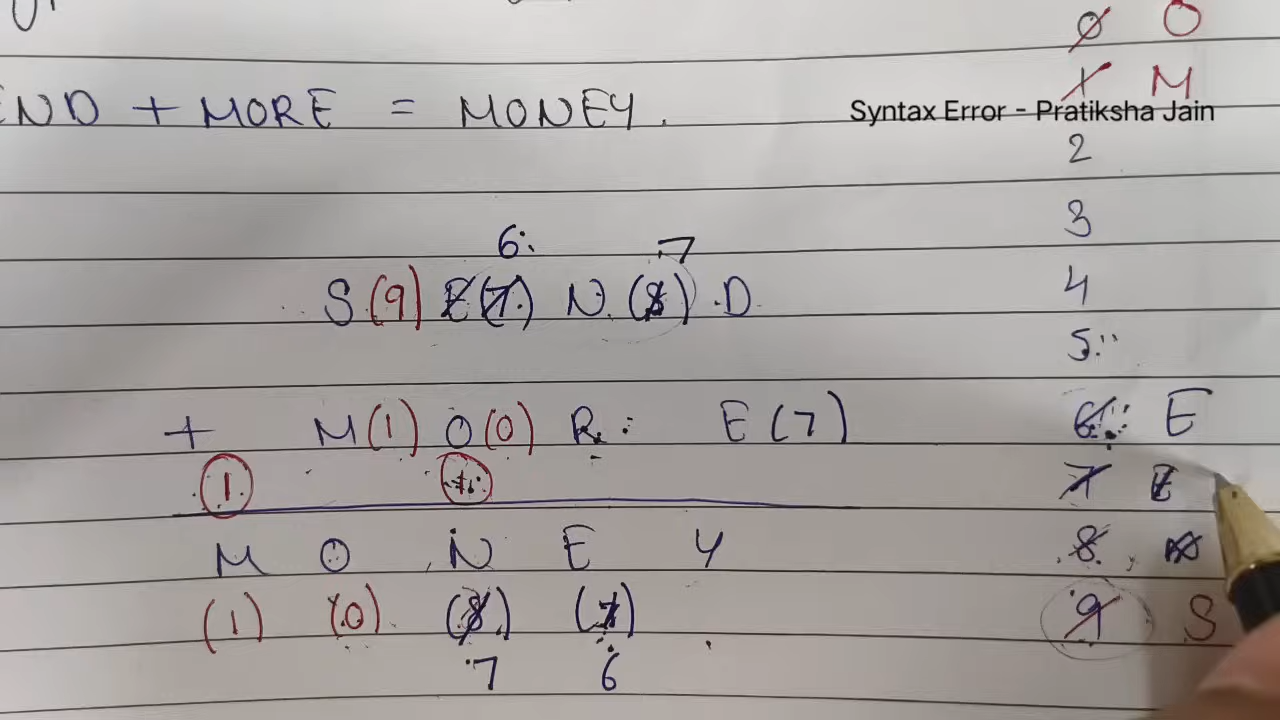 0 O
1 M
END + MORE = MONEY.
Syntax Error - Pratiksha Jain
2
3
6 7
S (9) E (7) N (8) D
4
5
+ M (1) O (0) R E (7)
6 E
1 1
7 E
M O N E Y
8 N
(1) (0) (8) (7)
9 S
7 6